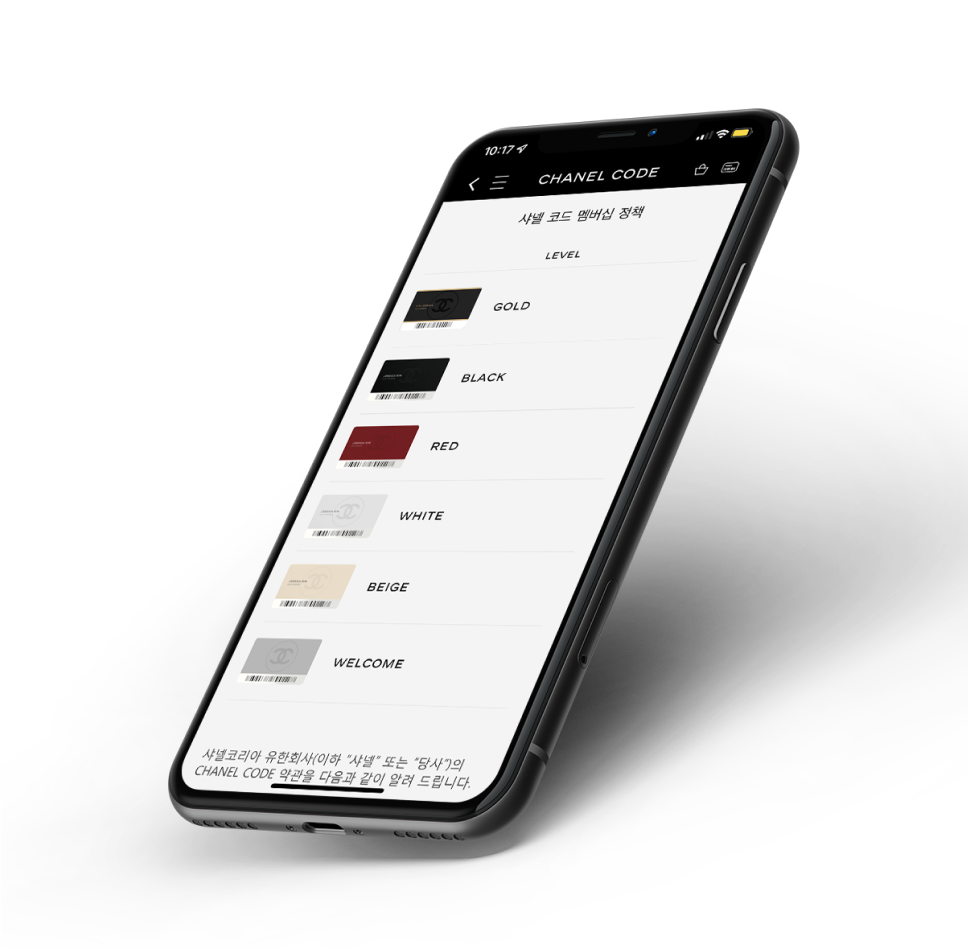 10:17
CHANEL CODE
샤넬 코드 멤버십 정책
LEVEL
GOLD
BLACK
RED
WHITE
BEIGE
WELCOME
샤넬코리아 유한회사(이하 “샤넬” 또는 “당사”)의
CHANEL CODE 약관을 다음과 같이 알려 드립니다.